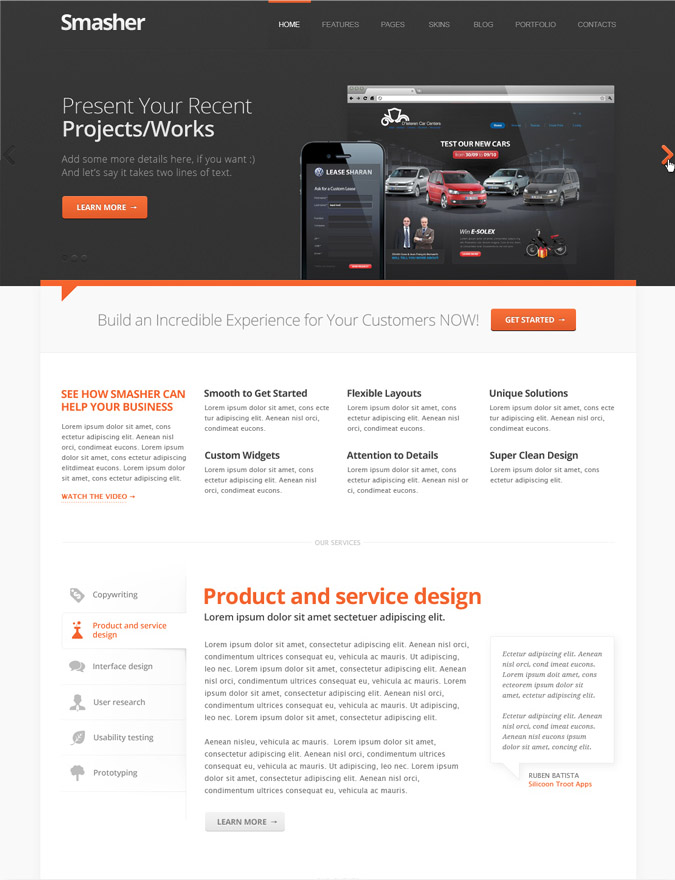 Smasher
HOME FEATURES PAGES SKINS BLOG PORTFOLIO CONTACTS
Present Your Recent
Projects/Works
Add some more details here, if you want :)
And let's say it takes two lines of text.
LEARN MORE →
LEASE SHARAN
Ask for a Custom Lease
TEST OUR NEW CARS
from 30/09 to 09/10
Win E-SOLEX
Build an Incredible Experience for Your Customers NOW!
GET STARTED →
SEE HOW SMASHER CAN
HELP YOUR BUSINESS
Lorem ipsum dolor sit amet, cons
ectetur adipiscing elit. Aenean nisl
orci, condimeat eucons. Lorem ipsum
dolor sit amet, cons ectetur adipiscing
elitdimeat eucons. Lorem ipsum dolor
sit amet, cons ectetur adipiscing elit.
WATCH THE VIDEO →
Smooth to Get Started
Lorem ipsum dolor sit amet, cons ecte
tur adipiscing elit. Aenean nisl orci,
condimeat eucons.
Flexible Layouts
Lorem ipsum dolor sit amet, cons ecte
tur adipiscing elit. Aenean nisl orci,
condimeat eucons.
Unique Solutions
Lorem ipsum dolor sit amet, cons ecte
tur adipiscing elit. Aenean nisl orci,
condimeat eucons.
Custom Widgets
Lorem ipsum dolor sit amet, cons
ectetur adipiscing elit. Aenean nisl
orci, condimeat eucons.
Attention to Details
Lorem ipsum dolor sit amet, cons
ectetur adipiscing elit. Aenean nisl or
ci, condimeat eucons.
Super Clean Design
Lorem ipsum dolor sit amet, cons
ectetur adipiscing elit.
OUR SERVICES
Copywriting
Product and service
design
Interface design
User research
Usability testing
Prototyping
Product and service design
Lorem ipsum dolor sit amet sectetuer adipiscing elit.
Lorem ipsum dolor sit amet, consectetur adipiscing elit. Aenean nisl orci,
condimentum ultrices consequat eu, vehicula ac mauris. Ut adipiscing,
leo nec. Lorem ipsum dolor sit amet, consectetur adipiscing elit. Aenean
nisl orci, condimentum ultrices consequat eu, vehicula ac mauris. Lorem
ipsum dolor sit amet, consectetur adipiscing elit. Aenean nisl orci,
condimentum ultrices consequat eu, vehicula ac mauris. Ut adipiscing,
leo nec. Lorem ipsum dolor sit amet, consectetur adipiscing elit.
Aenean nisleu, vehicula ac mauris. Lorem ipsum dolor sit amet,
consectetur adipiscing elit. Aenean nisl orci, condimentum ultrices
consequat eu, vehicula ac mauris. Ut adipiscing, leo nec. Lorem ipsum
dolor sit amet, consectetur adipiscing elit. Aenean nisl orci,
condimentum ultrices consequat eu, vehicula ac mauris.
LEARN MORE →
Ectetur adipiscing elit. Aenean
nisl orci, cond imeat eucons.
Lorem ipsum doit amet, cons
ecteorem ipsum dolor sit
amet, ectetur adipiscing elit.
Ectetur adipiscing elit. Aenean
nisl orci, cond imeat eucons.
Aenean nisl eucons ipsum
dolor sit amet, concing elit.
RUBEN BATISTA
Silicoon Troot Apps